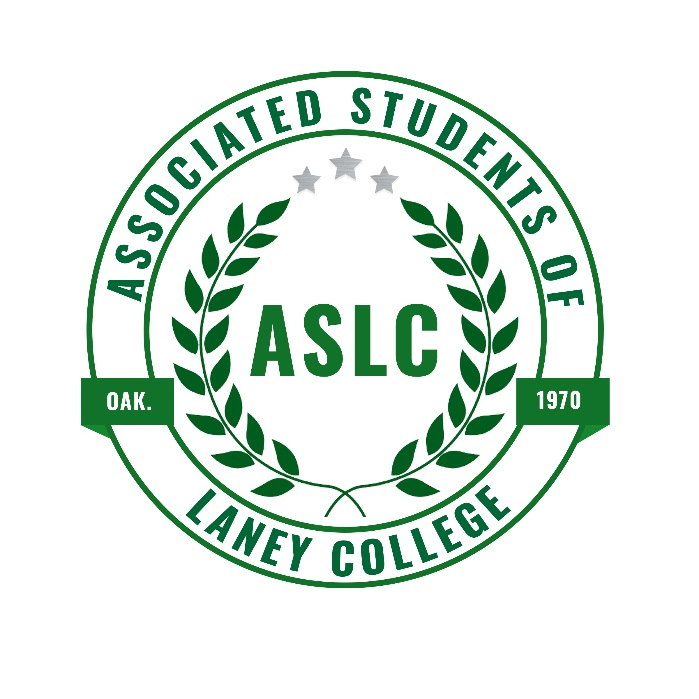 ASSOCIATED STUDENTS OF
ASLC
OAK.
1970
LANEY COLLEGE